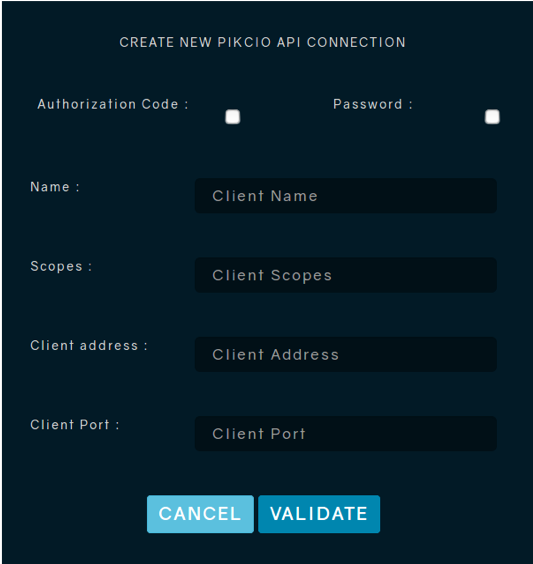 CREATE NEW PIKCIO API CONNECTION
Authorization Code : Password :
Name : Client Name
Scopes : Client Scopes
Client address : Client Address
Client Port : Client Port
CANCEL VALIDATE